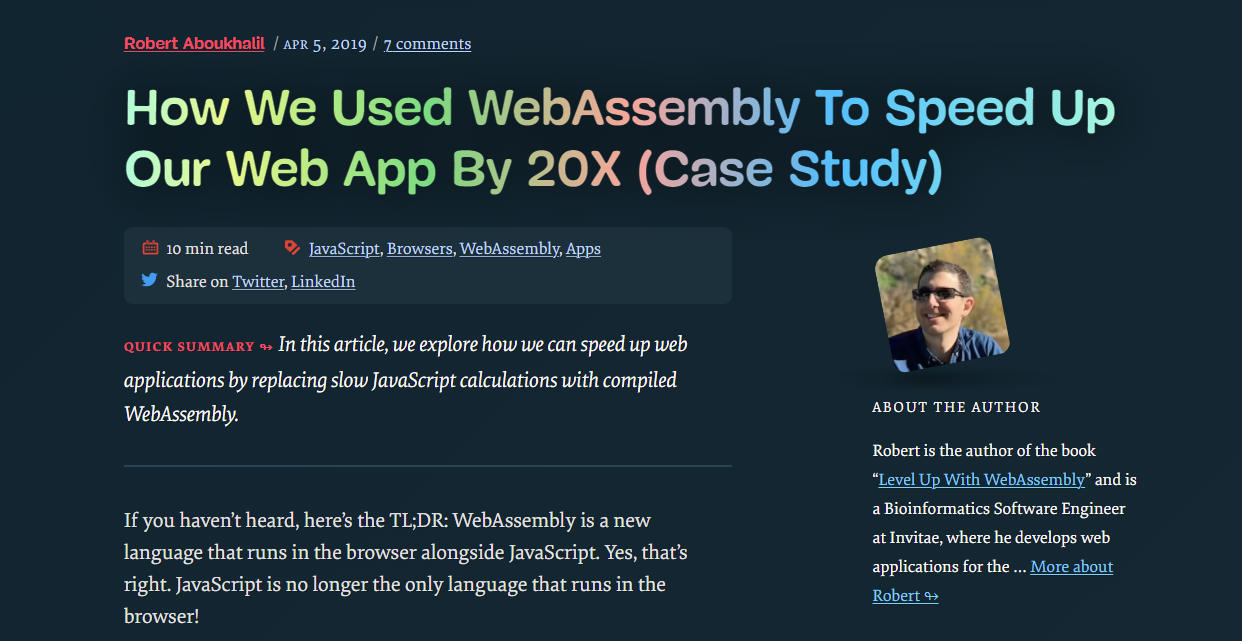 Robert Aboukhalil / APR 5, 2019 / 7 comments
How We Used WebAssembly To Speed Up
Our Web App By 20X (Case Study)
10 min read JavaScript, Browsers, WebAssembly, Apps
Share on Twitter, LinkedIn
QUICK SUMMARY ↬ In this article, we explore how we can speed up web
applications by replacing slow JavaScript calculations with compiled
WebAssembly.
If you haven’t heard, here’s the TL;DR: WebAssembly is a new
language that runs in the browser alongside JavaScript. Yes, that’s
right. JavaScript is no longer the only language that runs in the
browser!
ABOUT THE AUTHOR
Robert is the author of the book
“Level Up With WebAssembly” and is
a Bioinformatics Software Engineer
at Invitae, where he develops web
applications for the … More about
Robert ↬